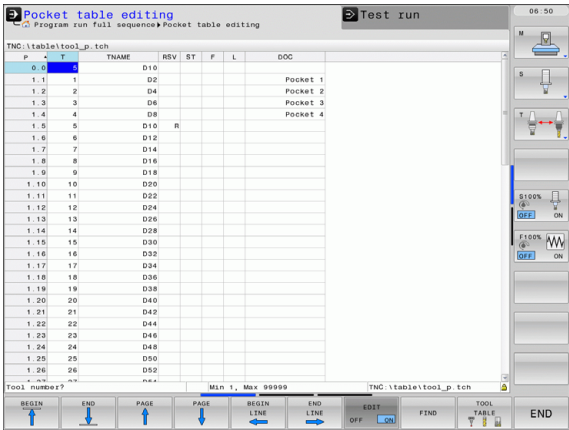 Pocket table editing
Program run full sequence▸Pocket table editing
Test run
06:50
TNC:\table\tool_p.tch
P T TNAME RSV ST F L DOC
0.0 5 D10
1.1 1 D2 Pocket 1
1.2 2 D4 Pocket 2
1.3 3 D6 Pocket 3
1.4 4 D8 Pocket 4
1.5 5 D10 R
1.6 6 D12
1.7 7 D14
1.8 8 D16
1.9 9 D18
1.10 10 D20
1.11 11 D22
1.12 12 D24
1.13 13 D26
1.14 14 D28
1.15 15 D30
1.16 16 D32
1.17 17 D34
1.18 18 D36
1.19 19 D38
1.20 20 D40
1.21 21 D42
1.22 22 D44
1.23 23 D46
1.24 24 D48
1.25 25 D50
1.26 26 D52
Tool number? Min 1, Max 99999 TNC:\table\tool_p.tch
M
S
T
S100%
OFF ON
F100%
OFF ON
BEGIN
END
PAGE
PAGE
BEGIN
LINE
END
LINE
EDIT
OFF ON
FIND
TOOL
TABLE
END